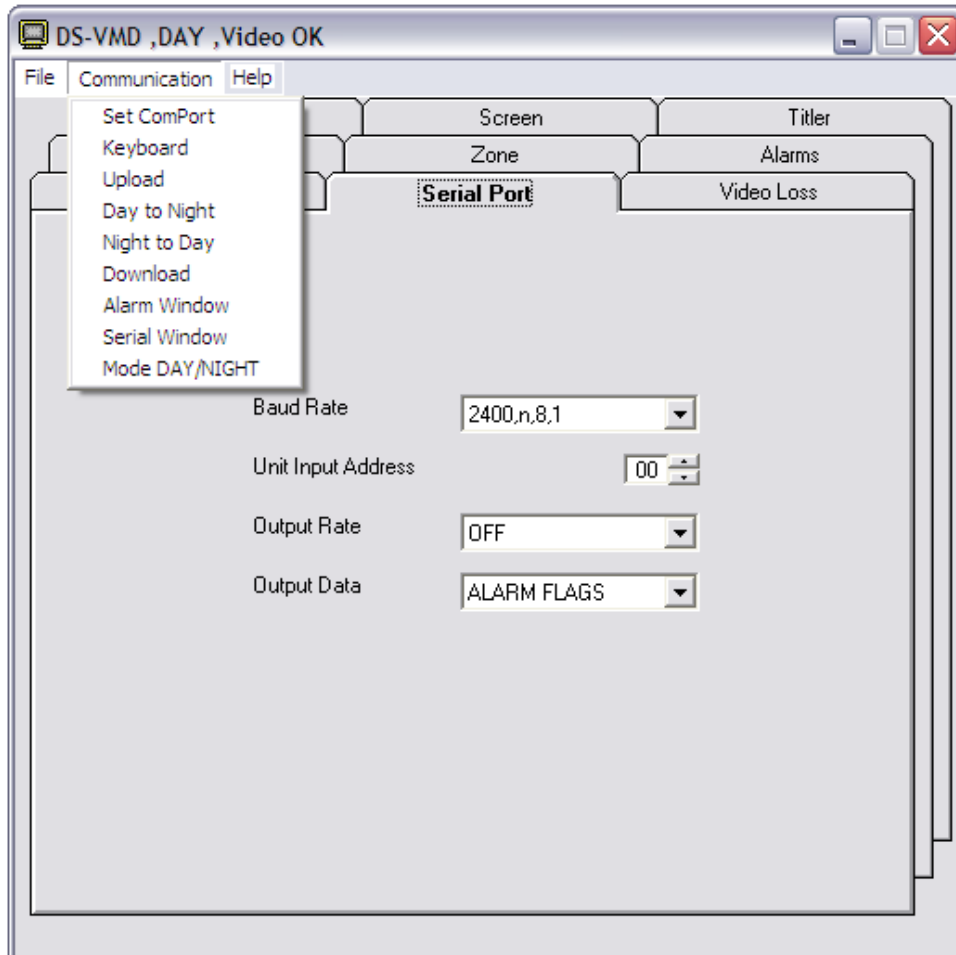 DS-VMD ,DAY ,Video OK
File Communication Help
Set ComPort
Keyboard
Upload
Day to Night
Night to Day
Download
Alarm Window
Serial Window
Mode DAY/NIGHT
Screen Titler
Zone Alarms
Serial Port Video Loss
Baud Rate 2400,n,8,1
Unit Input Address 00
Output Rate OFF
Output Data ALARM FLAGS